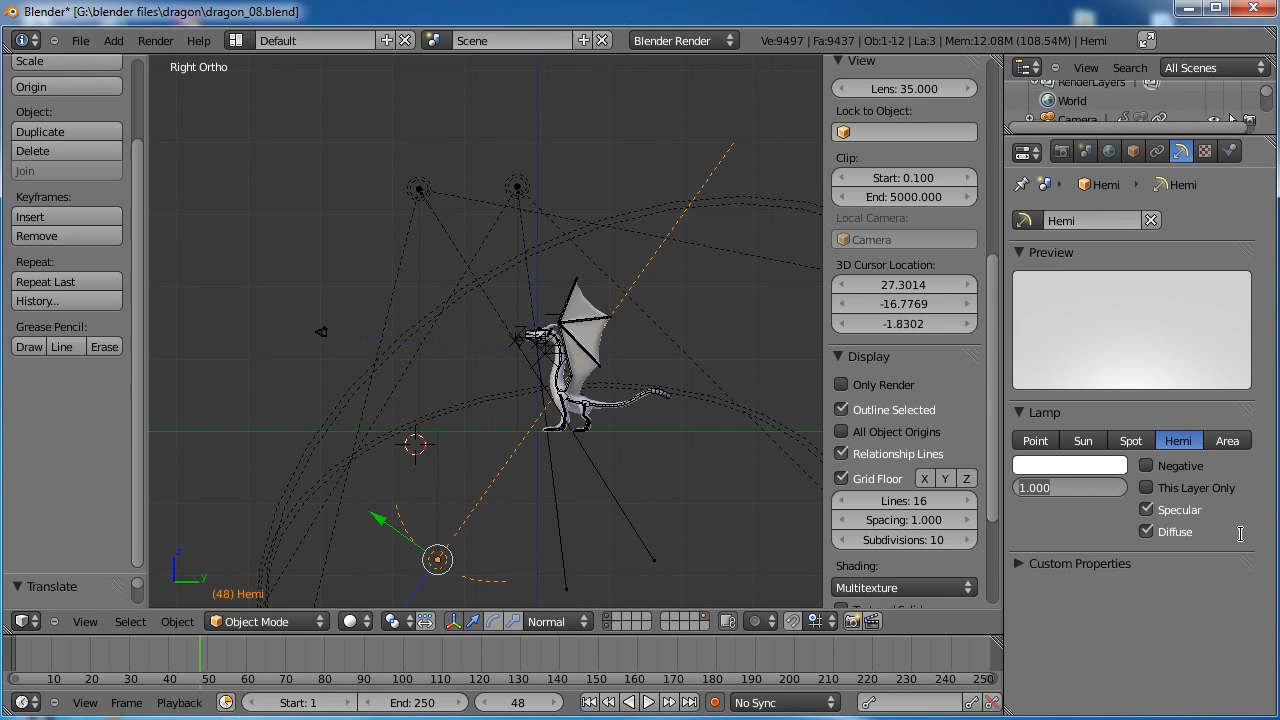 Blender* [G:\blender files\dragon\dragon_08.blend]
File Add Render Help Default Scene Blender Render Ve:9497 | Fa:9437 | Ob:1-12 | La:3 | Mem:12.08M (108.54M) | Hemi
Scale
Origin
Object:
Duplicate
Delete
Join
Keyframes:
Insert
Remove
Repeat:
Repeat Last
History...
Grease Pencil:
Draw Line Erase
Translate
Right Ortho
z
y
(48) Hemi
View
Lens: 35.000
Lock to Object:
Clip:
Start: 0.100
End: 5000.000
Local Camera:
Camera
3D Cursor Location:
27.3014
-16.7769
-1.8302
Display
Only Render
Outline Selected
All Object Origins
Relationship Lines
Grid Floor X Y Z
Lines: 16
Spacing: 1.000
Subdivisions: 10
Shading:
Multitexture
View Search All Scenes
RenderLayers
World
Camera
Hemi Hemi
Hemi
Preview
Lamp
Point Sun Spot Hemi Area
Negative
1.000 This Layer Only
Specular
Diffuse
Custom Properties
View Select Object Object Mode Normal
10 20 30 40 50 60 70 80 90 100 110 120 130 140 150 160 170 180 190 200 210 220 230 240 250
View Frame Playback Start: 1 End: 250 48 No Sync